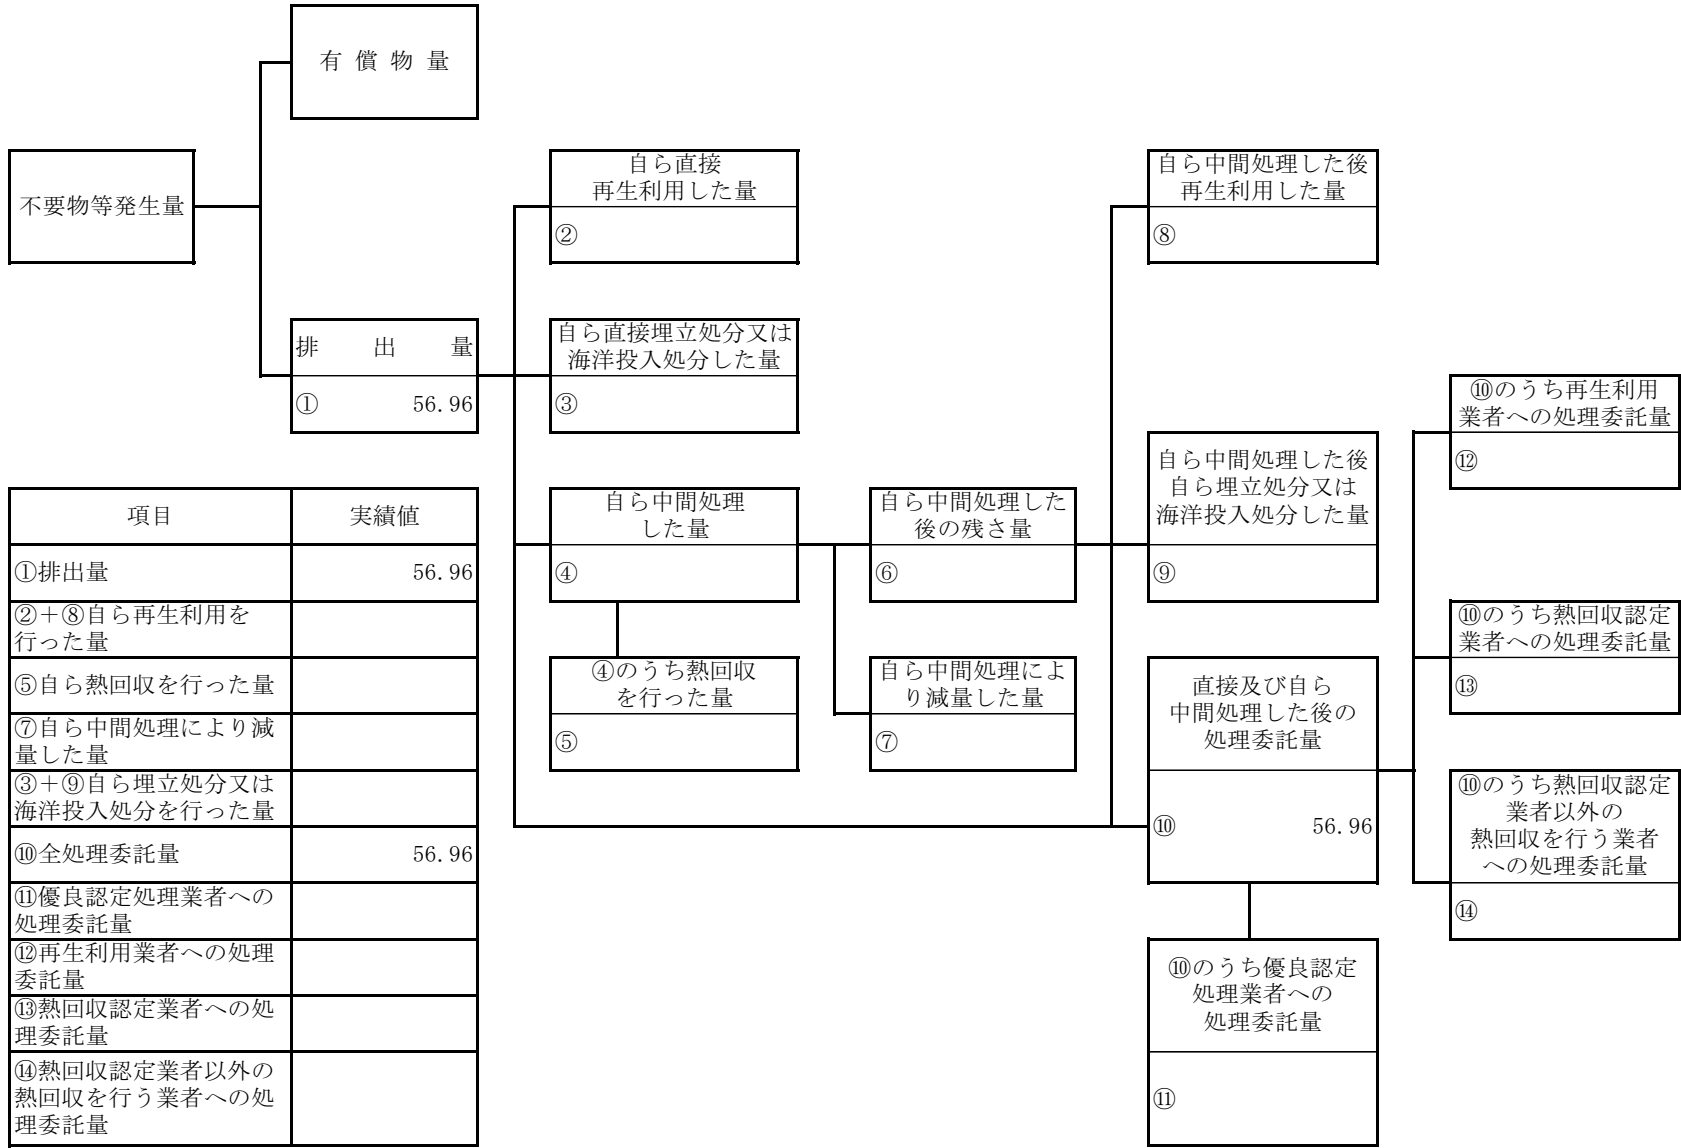 有償物量
不要物等発生量
排出量
① 56.96
自ら直接
再生利用した量
②
自ら直接埋立処分又は
海洋投入処分した量
③
自ら中間処理
した量
④
④のうち熱回収
を行った量
⑤
自ら中間処理した
後の残さ量
⑥
自ら中間処理によ
り減量した量
⑦
自ら中間処理した後
再生利用した量
⑧
自ら中間処理した後
自ら埋立処分又は
海洋投入処分した量
⑨
直接及び自ら
中間処理した後の
処理委託量
⑩ 56.96
⑩のうち優良認定
処理業者への
処理委託量
⑪
⑩のうち再生利用
業者への処理委託量
⑫
⑩のうち熱回収認定
業者への処理委託量
⑬
⑩のうち熱回収認定
業者以外の
熱回収を行う業者
への処理委託量
⑭
項目 実績値
①排出量 56.96
②＋⑧自ら再生利用を
行った量
⑤自ら熱回収を行った量
⑦自ら中間処理により減
量した量
③＋⑨自ら埋立処分又は
海洋投入処分を行った量
⑩全処理委託量 56.96
⑪優良認定処理業者への
処理委託量
⑫再生利用業者への処理
委託量
⑬熱回収認定業者への処
理委託量
⑭熱回収認定業者以外の
熱回収を行う業者への処
理委託量